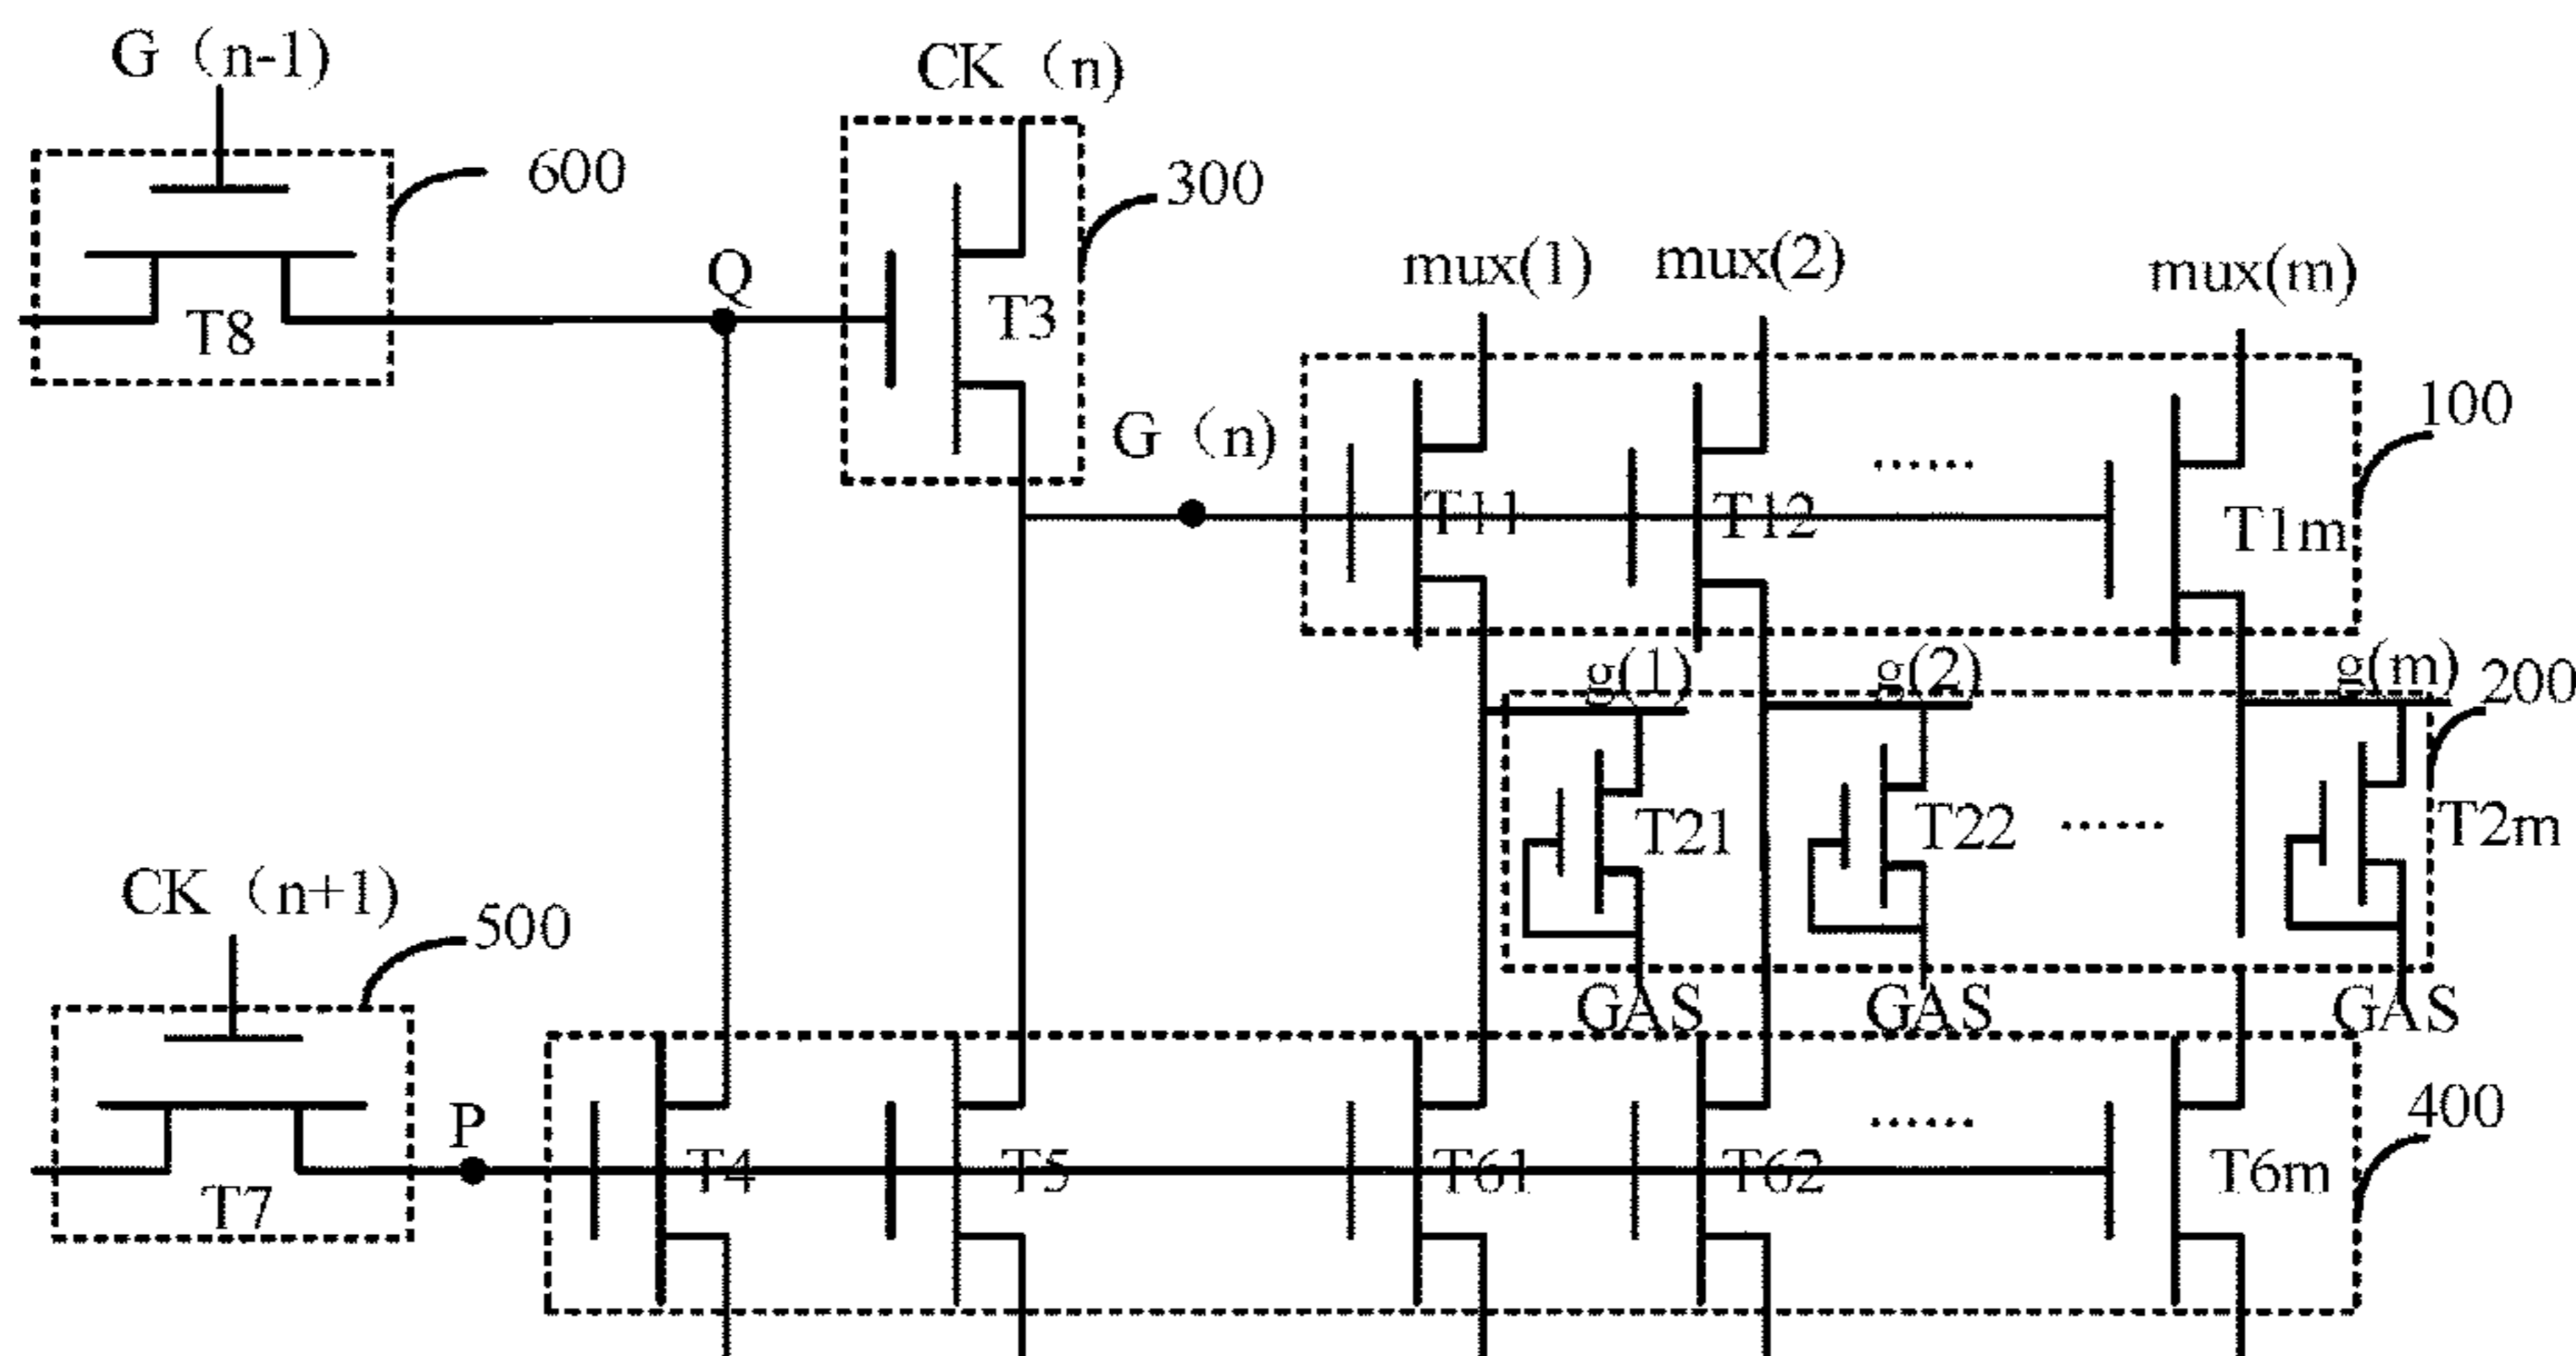 G（n-1)
CK（n)
600
300
Q
mux(1)
mux(2)
mux(m)
T8
T3
100
G（n)
T11
T12
······
T1m
g(1)
g(2)
g(m)
200
T21
T22
······
T2m
CK（n+1)
500
GAS
GAS
GAS
P
400
T4
T5
T61
T62
······
T6m
T7